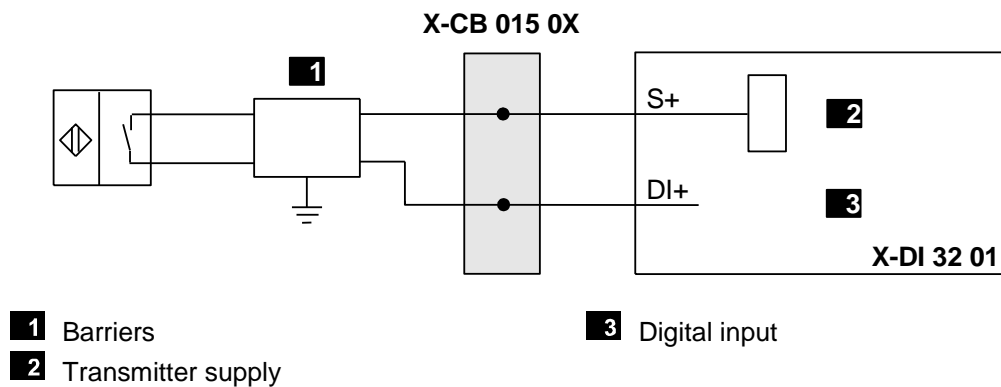 X-CB 015 0X
1
S+
2
DI+
3
X-DI 32 01
1 Barriers
3 Digital input
2 Transmitter supply